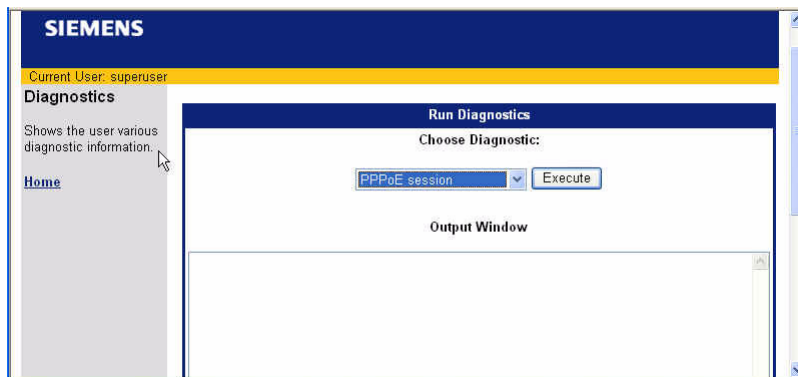 SIEMENS
Current User: superuser
Diagnostics
Shows the user various
diagnostic information.
Home
Run Diagnostics
Choose Diagnostic:
PPPoE session
Execute
Output Window